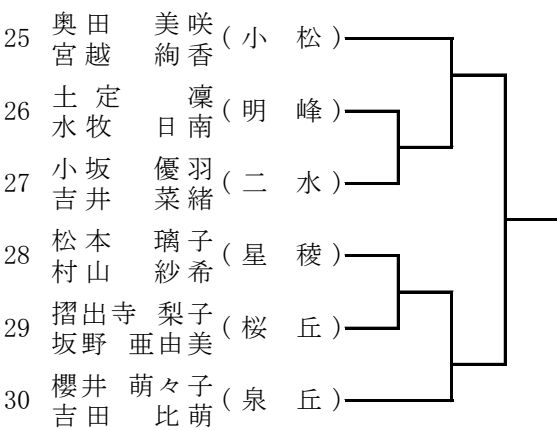 25 奥田 美咲 (小 松)
宮越 絢香
26 土定 凜 (明 峰)
水牧 日南
27 小坂 優羽 (二 水)
吉井 菜緒
28 松本 璃子 (星 稜)
村山 紗希
29 摺出寺 梨子 (桜 丘)
坂野 亜由美
30 櫻井 萌々子 (泉 丘)
吉田 比萌